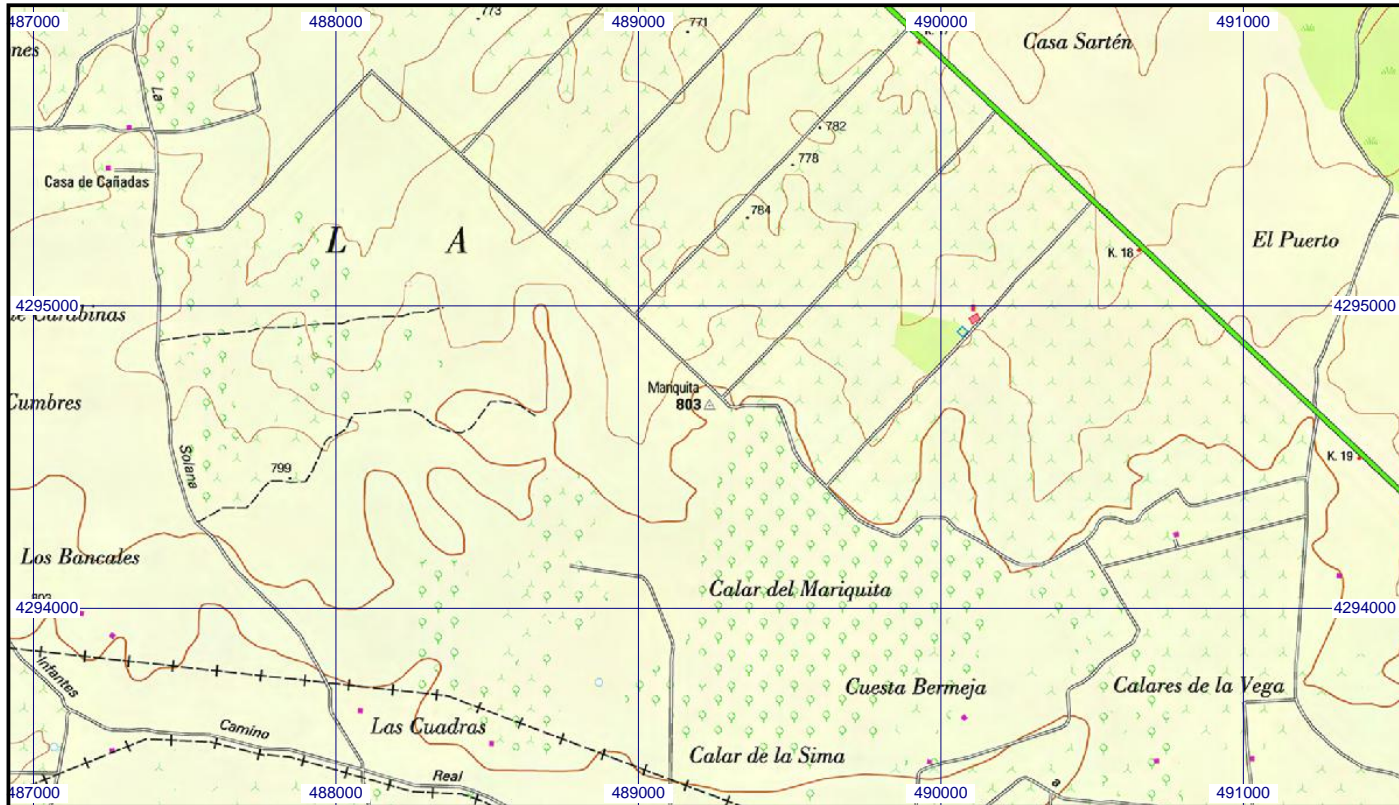 487000
488000
489000
490000
491000
773
771
Casa Sartén
nes
La
782
778
Casa de Cañadas
784
L A
El Puerto
K. 18
4295000
4295000
Mariquita
803
Cumbres
Solana
799
K. 19
Los Bancales
Calar del Mariquita
4294000
4294000
Infantes
Cuesta Bermeja
Calares de la Vega
Camino
Las Cuadras
Calar de la Sima
Real
a
487000
488000
489000
490000
491000